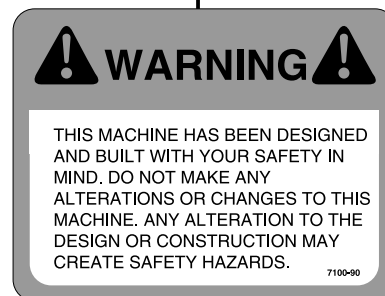 WARNING
THIS MACHINE HAS BEEN DESIGNED
AND BUILT WITH YOUR SAFETY IN
MIND. DO NOT MAKE ANY
ALTERATIONS OR CHANGES TO THIS
MACHINE. ANY ALTERATION TO THE
DESIGN OR CONSTRUCTION MAY
CREATE SAFETY HAZARDS.
7100-90